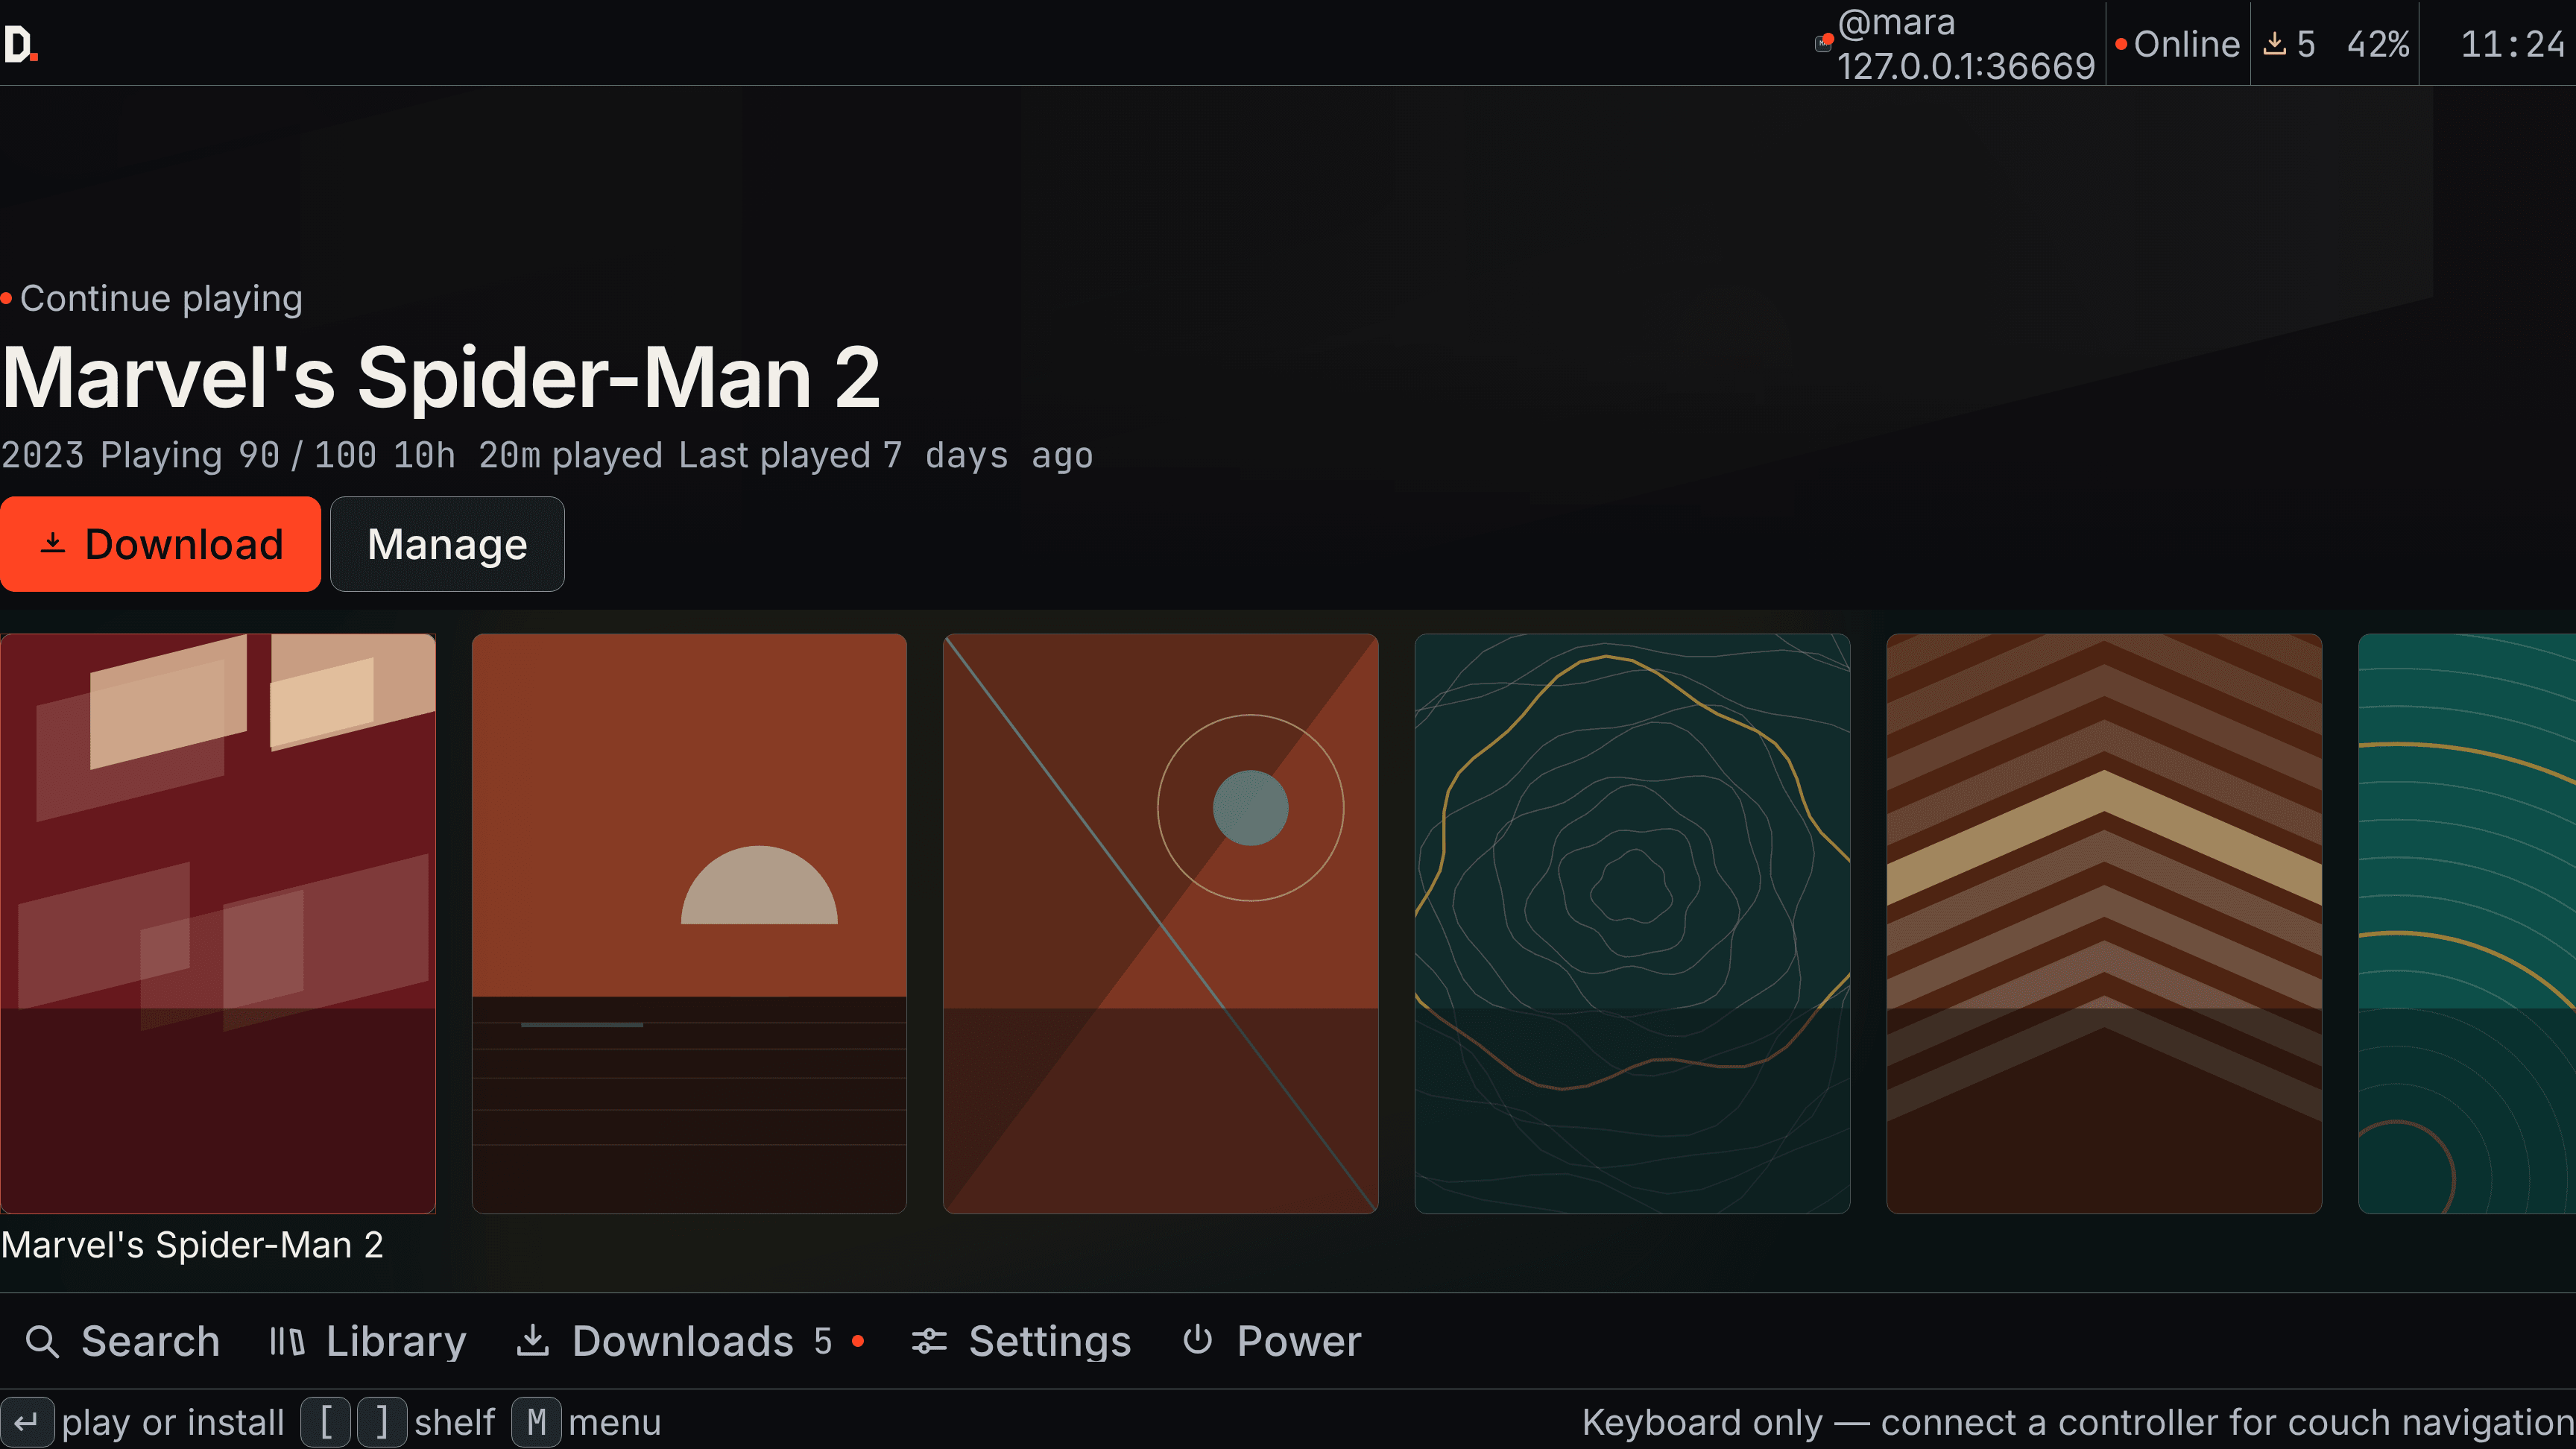 D.
@mara
127.0.0.1:36669
Online
5 42%
11:24
Continue playing
Marvel's Spider-Man 2
2023 Playing 90 / 100 10h 20m played Last played 7 days ago
Download
Manage
Marvel's Spider-Man 2
Search
Library
Downloads 5
Settings
Power
↵ play or install [ ] shelf M menu
Keyboard only — connect a controller for couch navigation